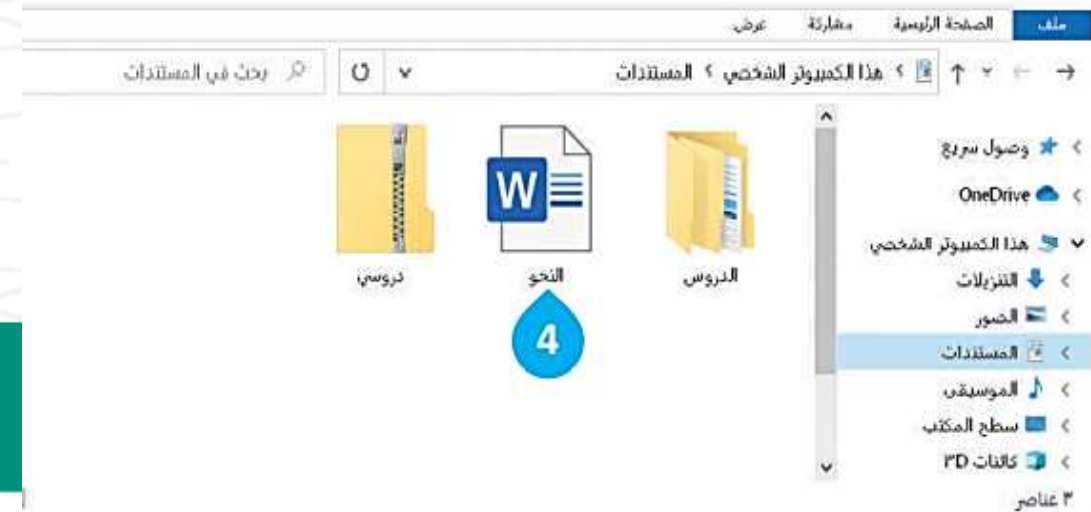 ملف الصفحة الرئيسية مشاركة عرض
هذا الكمبيوتر الشخصي › المستندات
بحث في المستندات
وصول سريع
OneDrive
هذا الكمبيوتر الشخصي
التنزيلات
الصور
المستندات
الموسيقى
سطح المكتب
كائنات ٣D
٣ عناصر
الدروس
W
النحو
دروسي
4